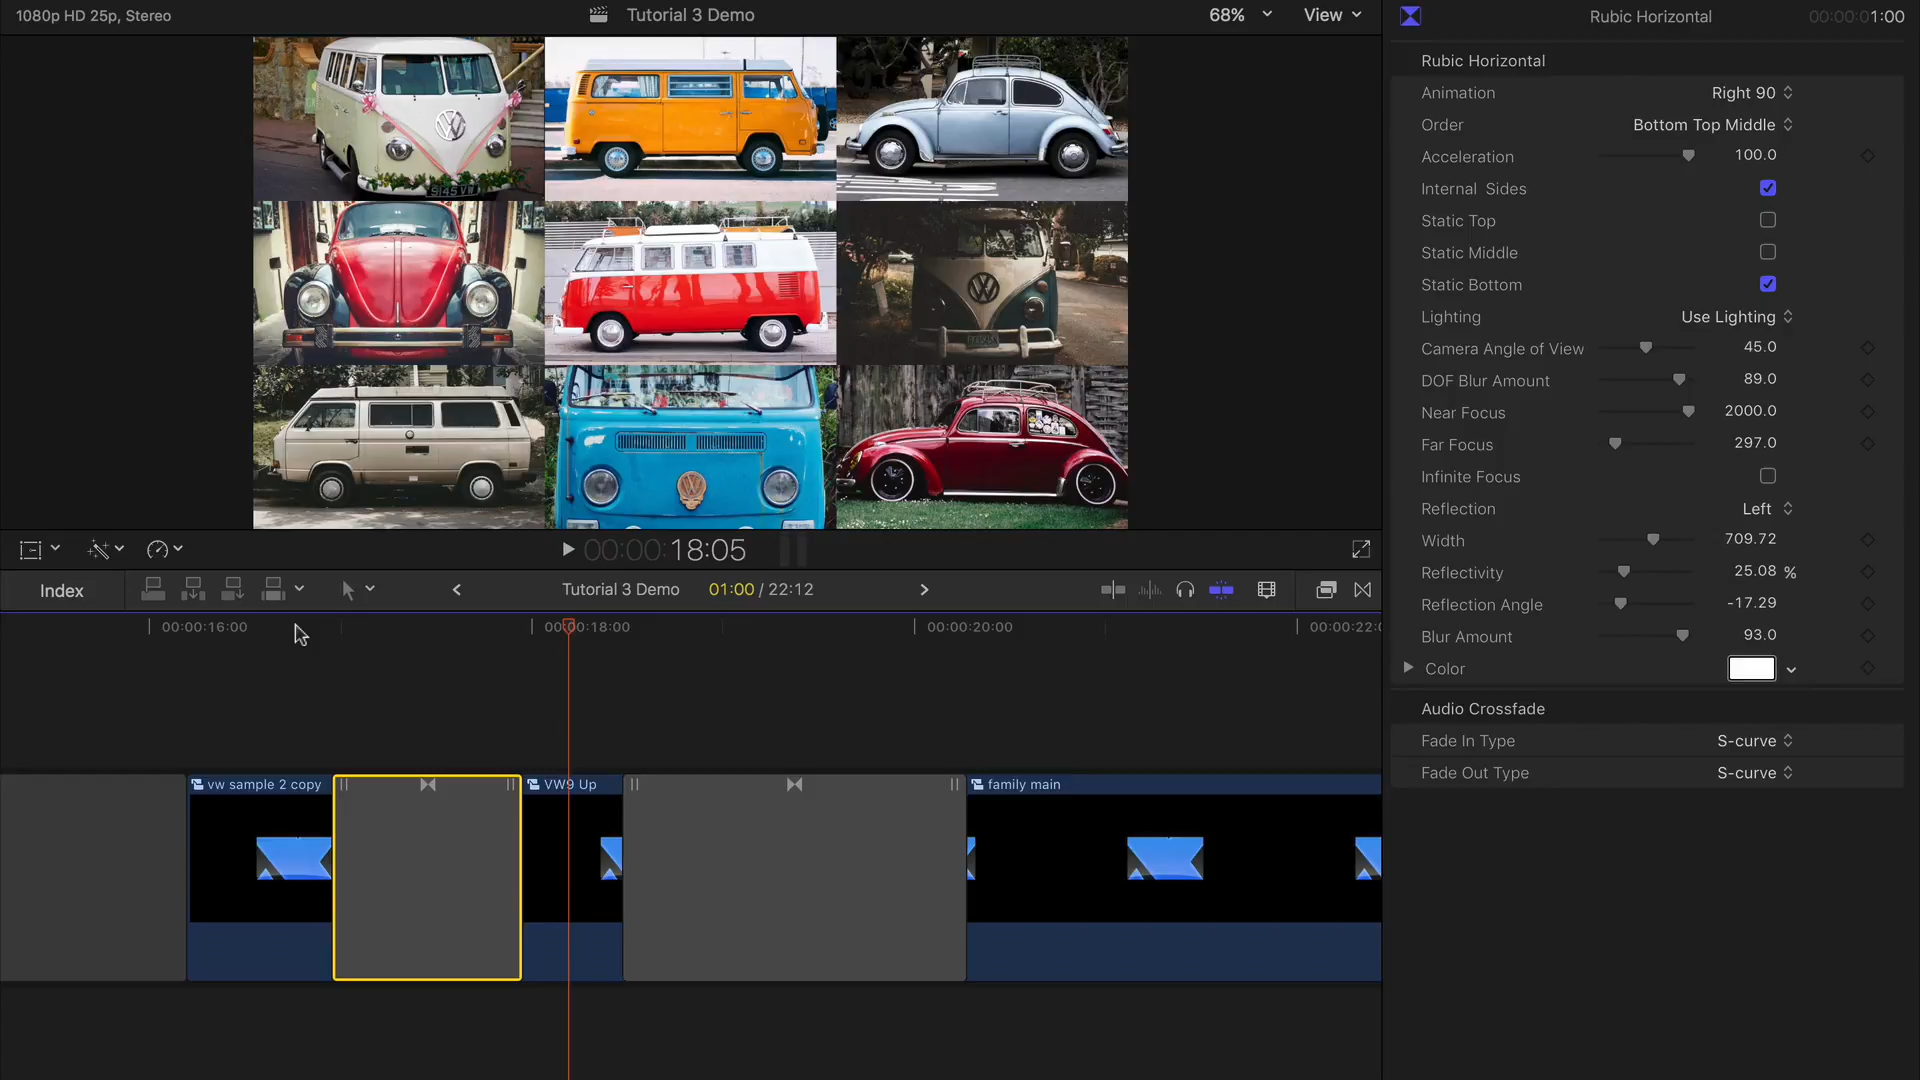 1080p HD 25p, Stereo
Tutorial 3 Demo
68%
View
Rubic Horizontal
00:00:01:00
Rubic Horizontal
Animation Right 90
Order Bottom Top Middle
Acceleration 100.0
Internal Sides
Static Top
Static Middle
Static Bottom
Lighting Use Lighting
Camera Angle of View 45.0
DOF Blur Amount 89.0
Near Focus 2000.0
Far Focus 297.0
Infinite Focus
Reflection Left
Width 709.72
Reflectivity 25.08 %
Reflection Angle -17.29
Blur Amount 93.0
Color
Audio Crossfade
Fade In Type S-curve
Fade Out Type S-curve
00:00:18:05
Index
Tutorial 3 Demo
01:00 / 22:12
00:00:16:00
00:00:18:00
00:00:20:00
00:00:22:0
vw sample 2 copy
VW9 Up
family main